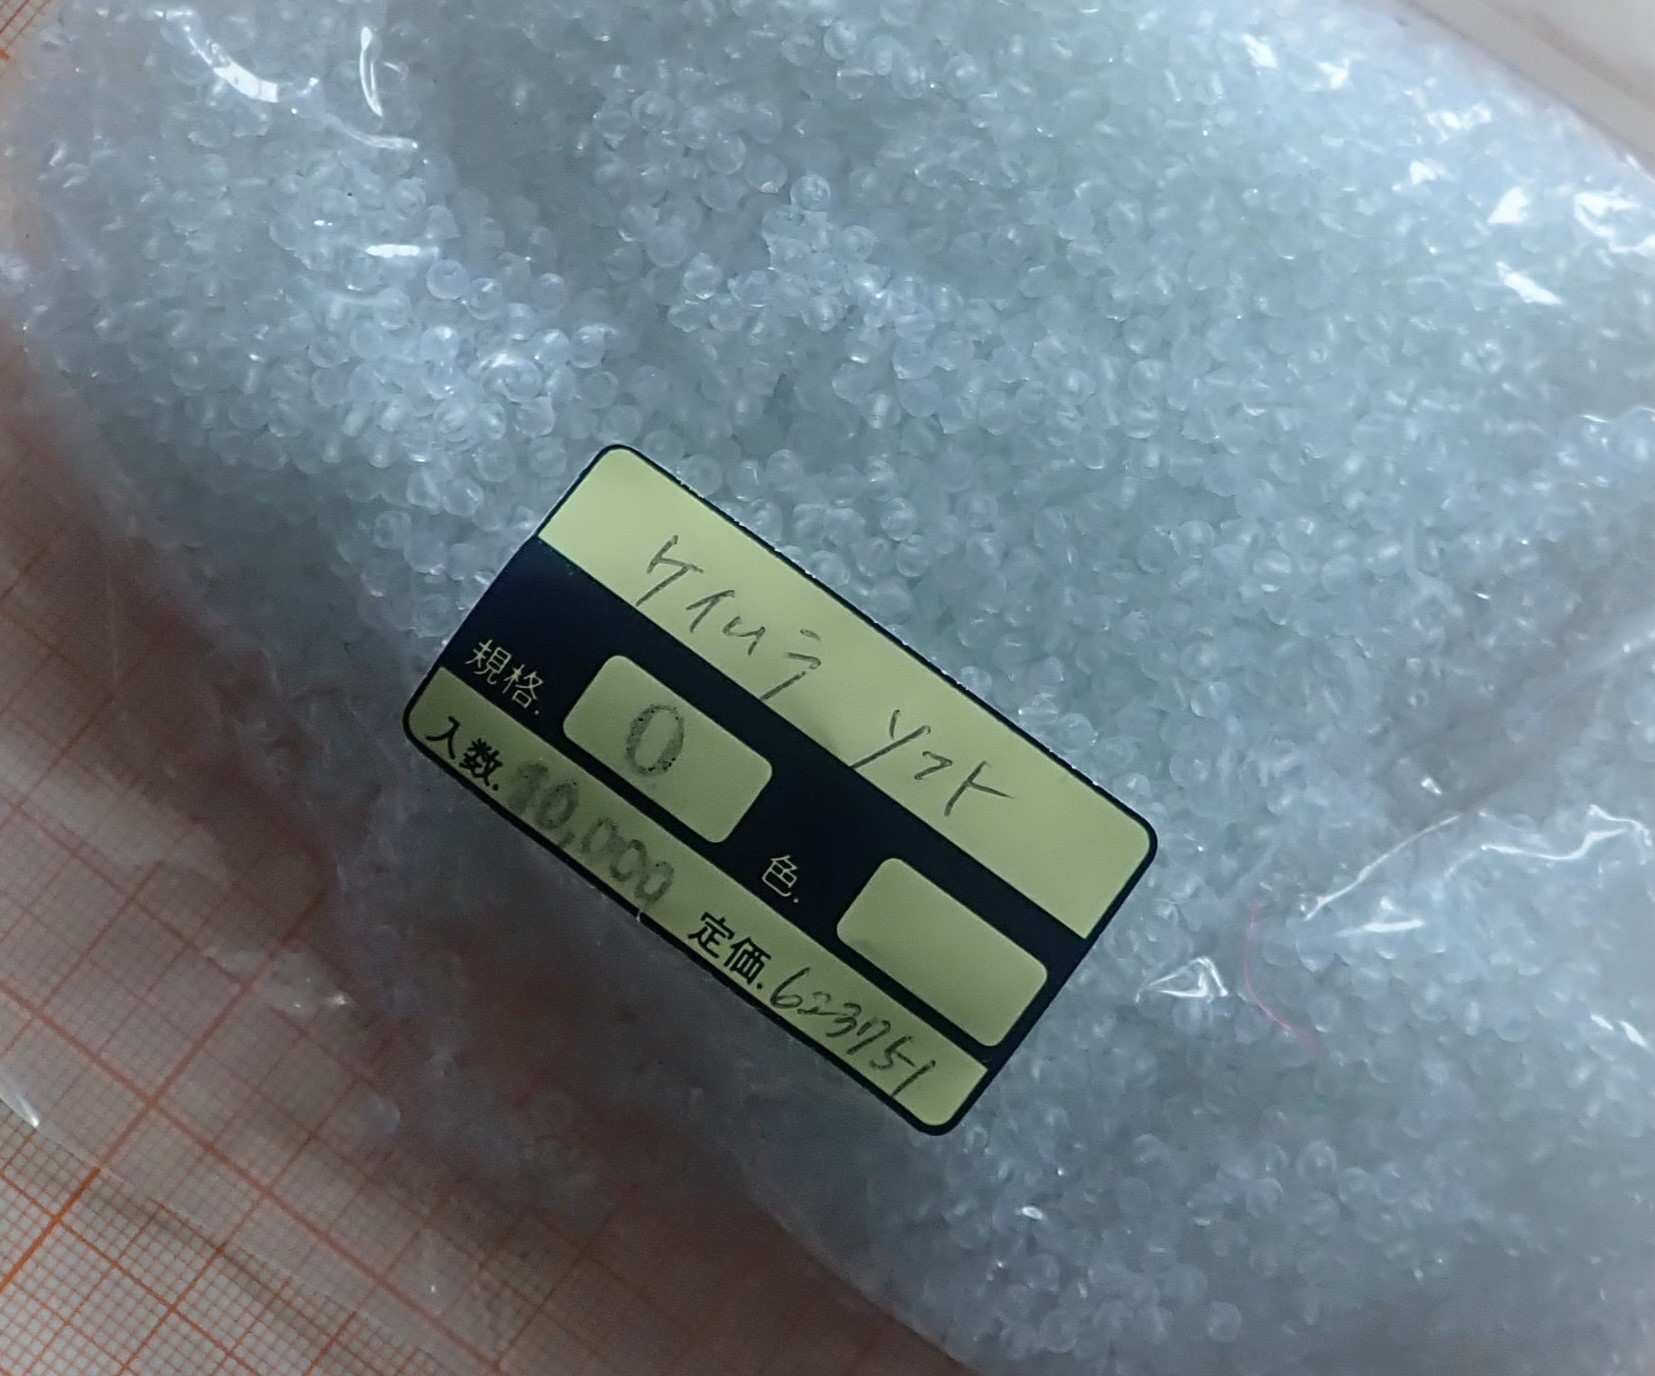 ケイムラ ソフト
規格. 0
色.
入数. 10,000
定価. 623751